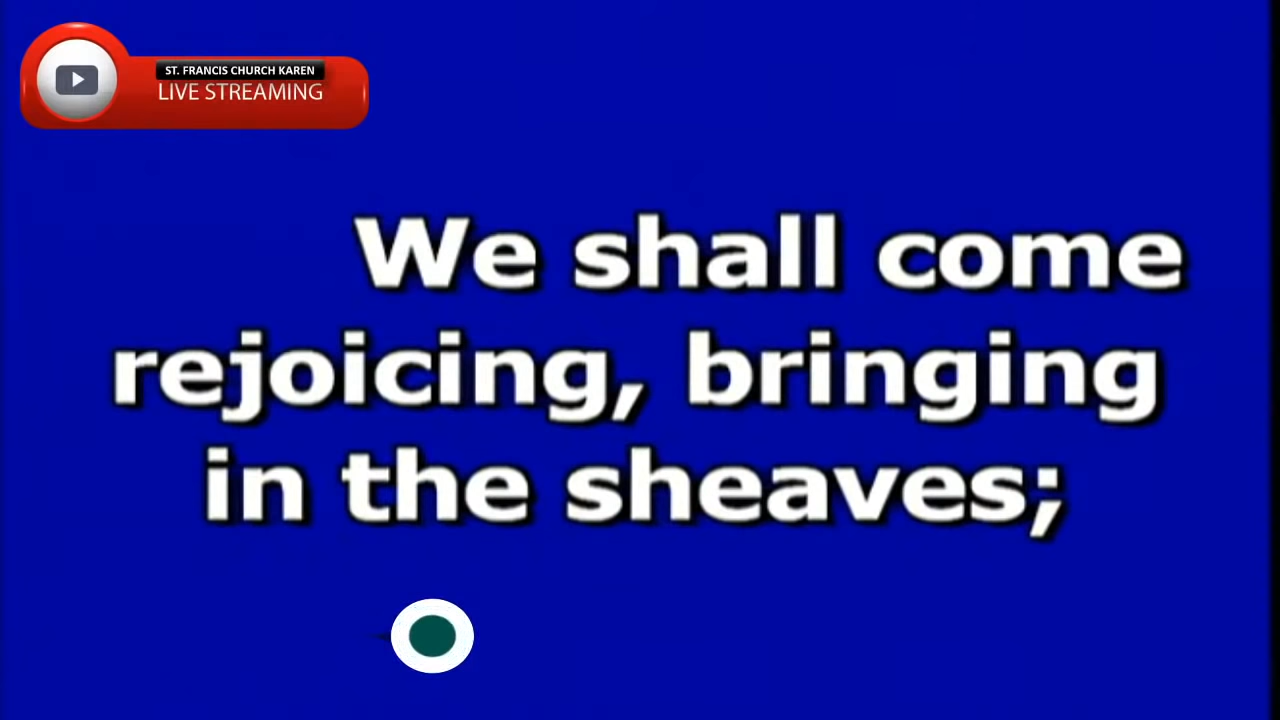 ST. FRANCIS CHURCH KAREN
LIVE STREAMING
We shall come
rejoicing, bringing
in the sheaves;